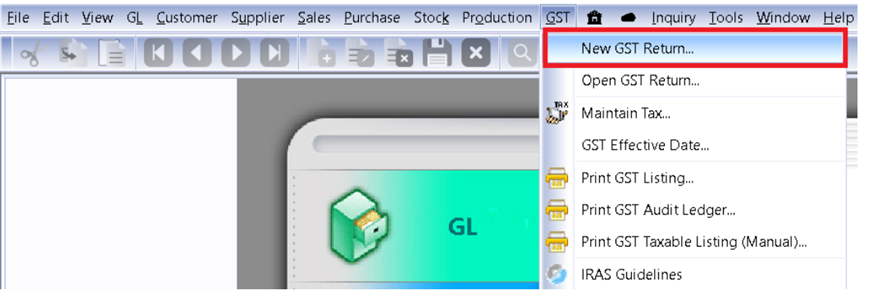 File Edit View GL Customer Supplier Sales Purchase Stock Production GST Inquiry Tools Window Help
New GST Return...
Open GST Return...
TAX
Maintain Tax...
GST Effective Date...
Print GST Listing...
GL
Print GST Audit Ledger...
Print GST Taxable Listing (Manual)...
IRAS Guidelines